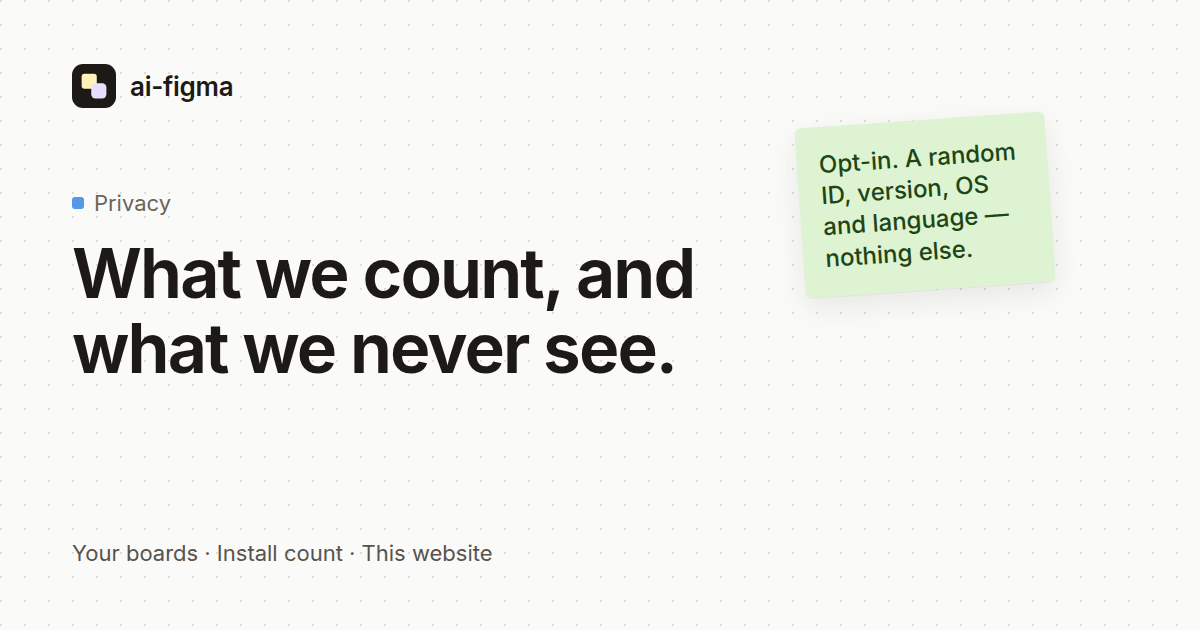 ai-figma
Privacy
What we count, and
what we never see.
Opt-in. A random
ID, version, OS
and language —
nothing else.
Your boards · Install count · This website